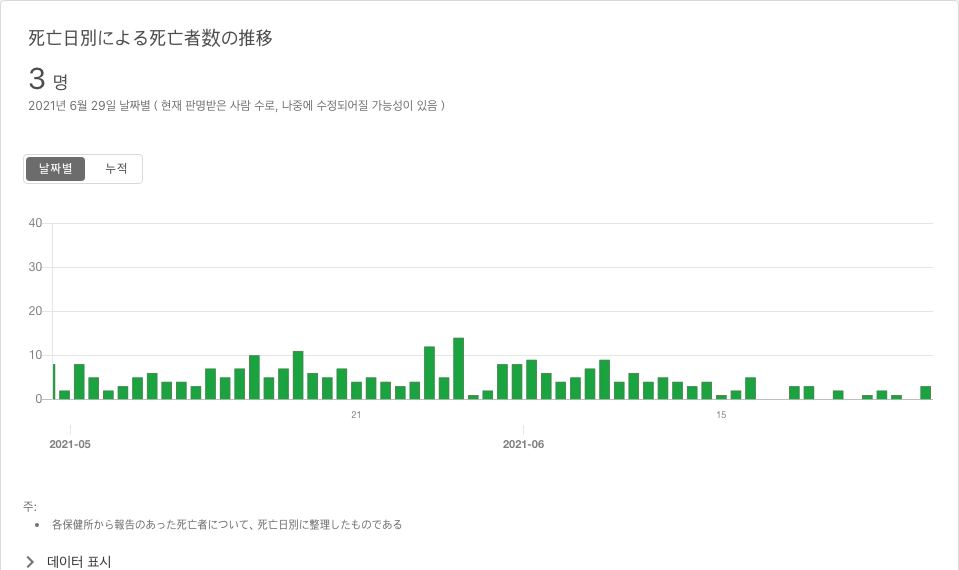 死亡日別による死亡者数の推移
3 명
2021년 6월 29일 날짜별 ( 현재 판명받은 사람 수로, 나중에 수정되어질 가능성이 있음 )
날짜별 누적
40
30
20
10
0
21 15
2021-05 2021-06
주:
• 各保健所から報告のあった死亡者について、死亡日別に整理したものである
데이터 표시